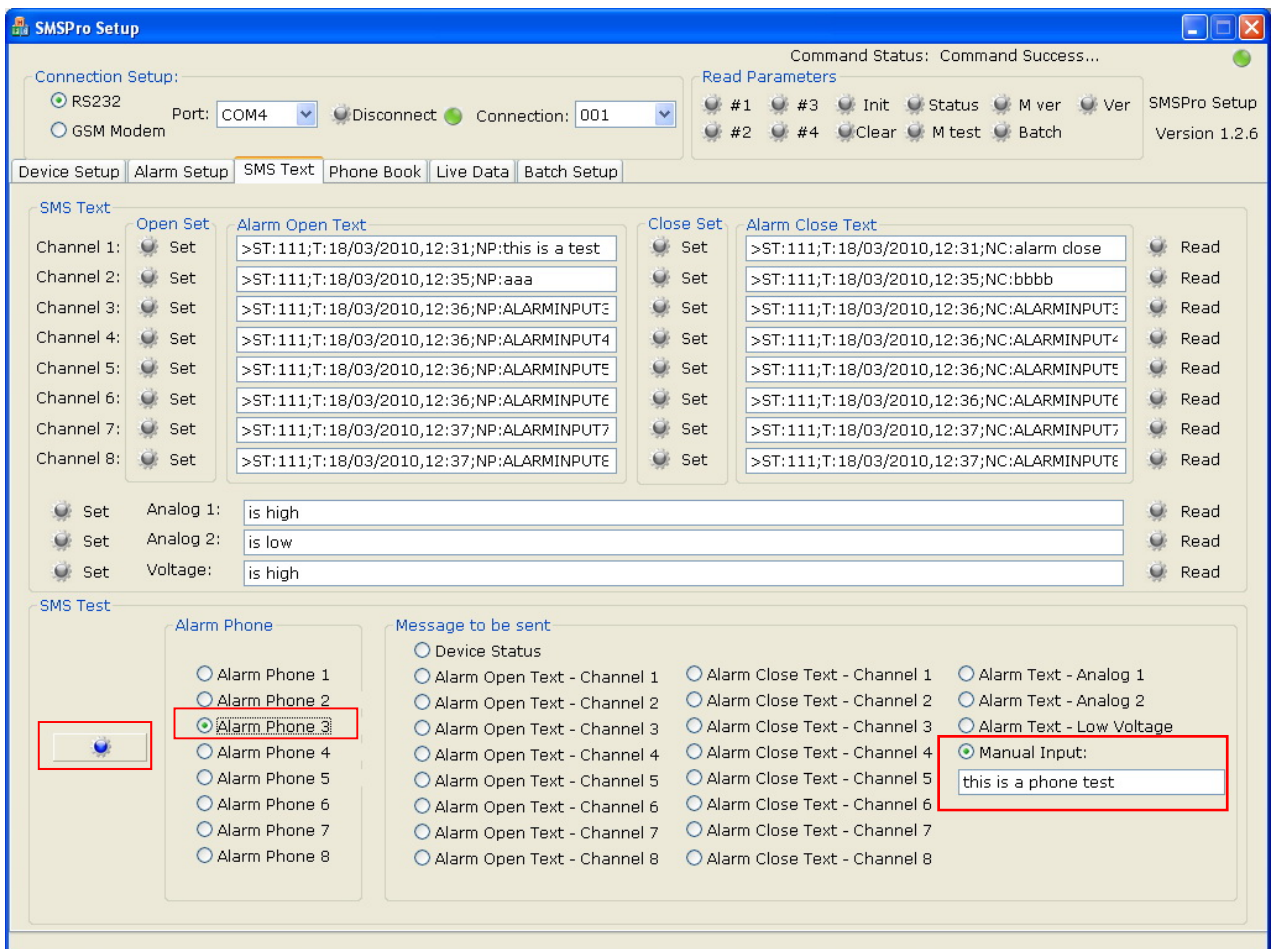 SMSPro Setup
Command Status: Command Success...
Connection Setup:
RS232
GSM Modem
Port: COM4
Disconnect
Connection: 001
Read Parameters
#1 #3 Init Status M ver Ver
#2 #4 Clear M test Batch
SMSPro Setup
Version 1.2.6
Device Setup Alarm Setup SMS Text Phone Book Live Data Batch Setup
SMS Text
Open Set Alarm Open Text Close Set Alarm Close Text
Channel 1: Set >ST:111;T:18/03/2010,12:31;NP:this is a test Set >ST:111;T:18/03/2010,12:31;NC:alarm close Read
Channel 2: Set >ST:111;T:18/03/2010,12:35;NP:aaa Set >ST:111;T:18/03/2010,12:35;NC:bbbb Read
Channel 3: Set >ST:111;T:18/03/2010,12:36;NP:ALARMINPUT3 Set >ST:111;T:18/03/2010,12:36;NC:ALARMINPUT3 Read
Channel 4: Set >ST:111;T:18/03/2010,12:36;NP:ALARMINPUT4 Set >ST:111;T:18/03/2010,12:36;NC:ALARMINPUT4 Read
Channel 5: Set >ST:111;T:18/03/2010,12:36;NP:ALARMINPUT5 Set >ST:111;T:18/03/2010,12:36;NC:ALARMINPUT5 Read
Channel 6: Set >ST:111;T:18/03/2010,12:36;NP:ALARMINPUT6 Set >ST:111;T:18/03/2010,12:36;NC:ALARMINPUT6 Read
Channel 7: Set >ST:111;T:18/03/2010,12:37;NP:ALARMINPUT7 Set >ST:111;T:18/03/2010,12:37;NC:ALARMINPUT7 Read
Channel 8: Set >ST:111;T:18/03/2010,12:37;NP:ALARMINPUT8 Set >ST:111;T:18/03/2010,12:37;NC:ALARMINPUT8 Read
Set Analog 1: is high Read
Set Analog 2: is low Read
Set Voltage: is high Read
SMS Test
Alarm Phone
Alarm Phone 1
Alarm Phone 2
Alarm Phone 3
Alarm Phone 4
Alarm Phone 5
Alarm Phone 6
Alarm Phone 7
Alarm Phone 8
Message to be sent
Device Status
Alarm Open Text - Channel 1
Alarm Open Text - Channel 2
Alarm Open Text - Channel 3
Alarm Open Text - Channel 4
Alarm Open Text - Channel 5
Alarm Open Text - Channel 6
Alarm Open Text - Channel 7
Alarm Open Text - Channel 8
Alarm Close Text - Channel 1
Alarm Close Text - Channel 2
Alarm Close Text - Channel 3
Alarm Close Text - Channel 4
Alarm Close Text - Channel 5
Alarm Close Text - Channel 6
Alarm Close Text - Channel 7
Alarm Close Text - Channel 8
Alarm Text - Analog 1
Alarm Text - Analog 2
Alarm Text - Low Voltage
Manual Input:
this is a phone test